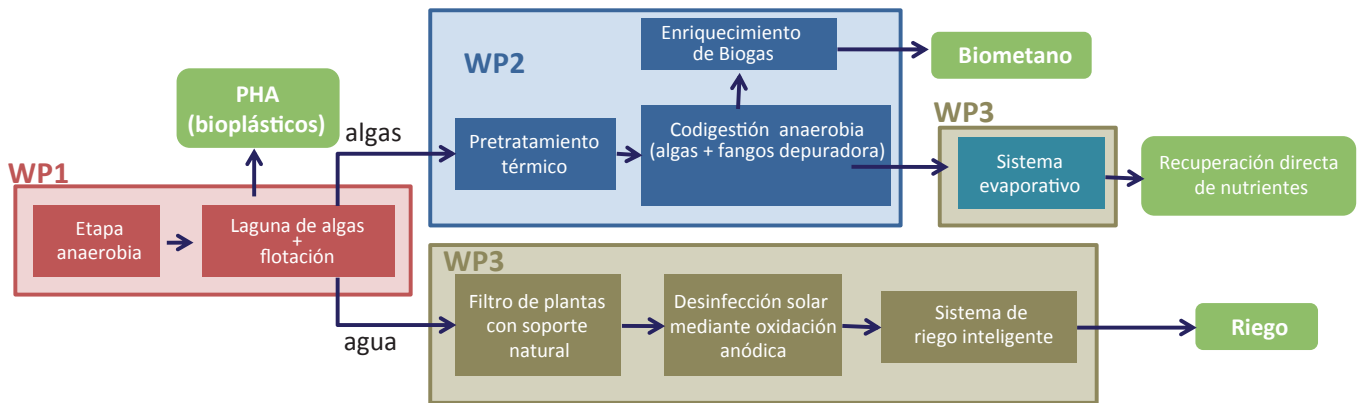 WP1
Etapa
anaerobia
Laguna de algas
+
flotación
PHA
(bioplásticos)
algas
agua
WP2
Pretratamiento
térmico
Codigestión anaerobia
(algas + fangos depuradora)
Enriquecimiento
de Biogas
Biometano
WP3
Sistema
evaporativo
Recuperación directa
de nutrientes
WP3
Filtro de plantas
con soporte
natural
Desinfección solar
mediante oxidación
anódica
Sistema de
riego inteligente
Riego